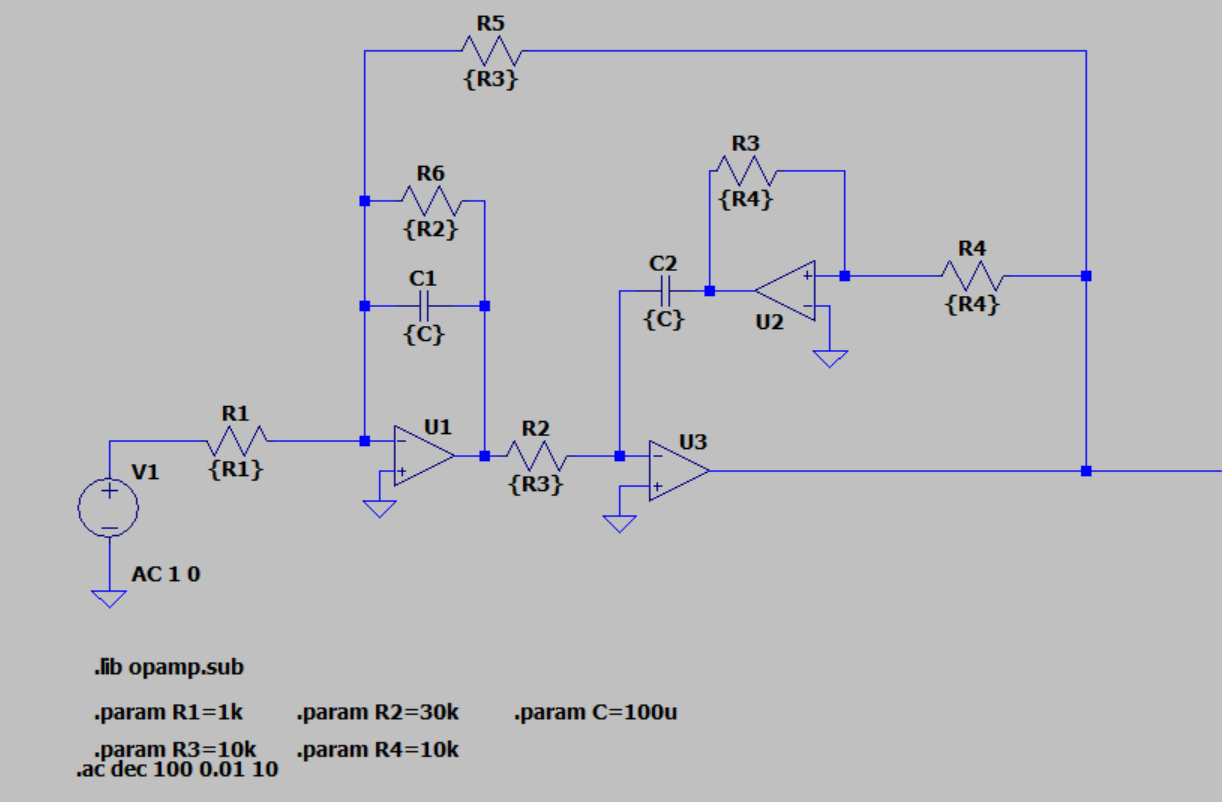 R5
{R3}
R3
{R4}
R6
{R2}
R4
{R4}
C2
{C}
C1
{C}
U2
R1
{R1}
U1
R2
{R3}
U3
V1
AC 1 0
.lib opamp.sub
.param R1=1k .param R2=30k .param C=100u
.param R3=10k .param R4=10k
.ac dec 100 0.01 10